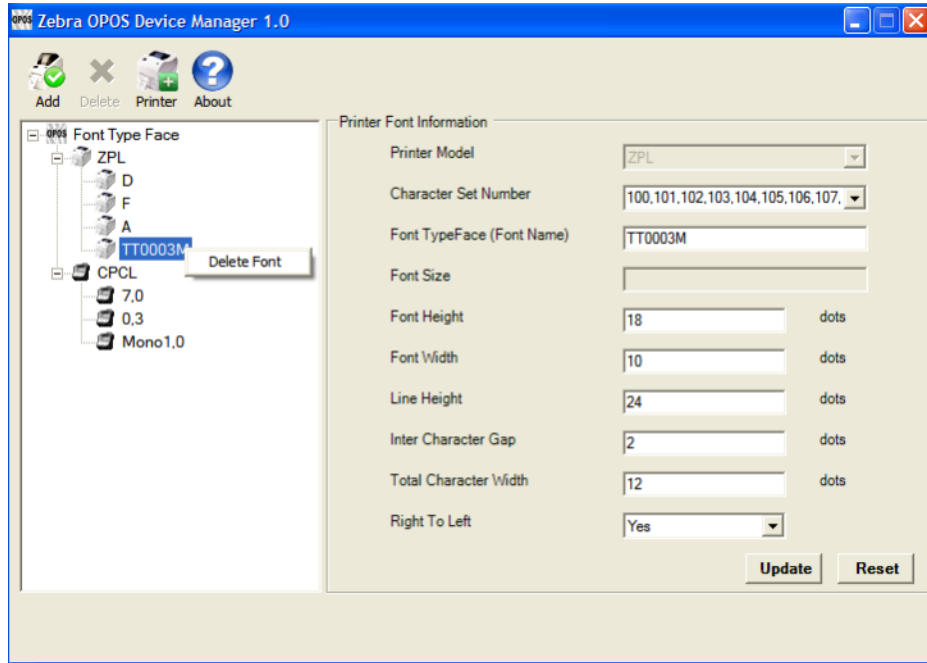 OPOS Zebra OPOS Device Manager 1.0
Add Delete Printer About
OPOS Font Type Face
ZPL
D
F
A
TT0003M
Delete Font
CPCL
7,0
0,3
Mono1,0
Printer Font Information
Printer Model ZPL
Character Set Number 100,101,102,103,104,105,106,107,
Font TypeFace (Font Name) TT0003M
Font Size
Font Height 18 dots
Font Width 10 dots
Line Height 24 dots
Inter Character Gap 2 dots
Total Character Width 12 dots
Right To Left Yes
Update Reset